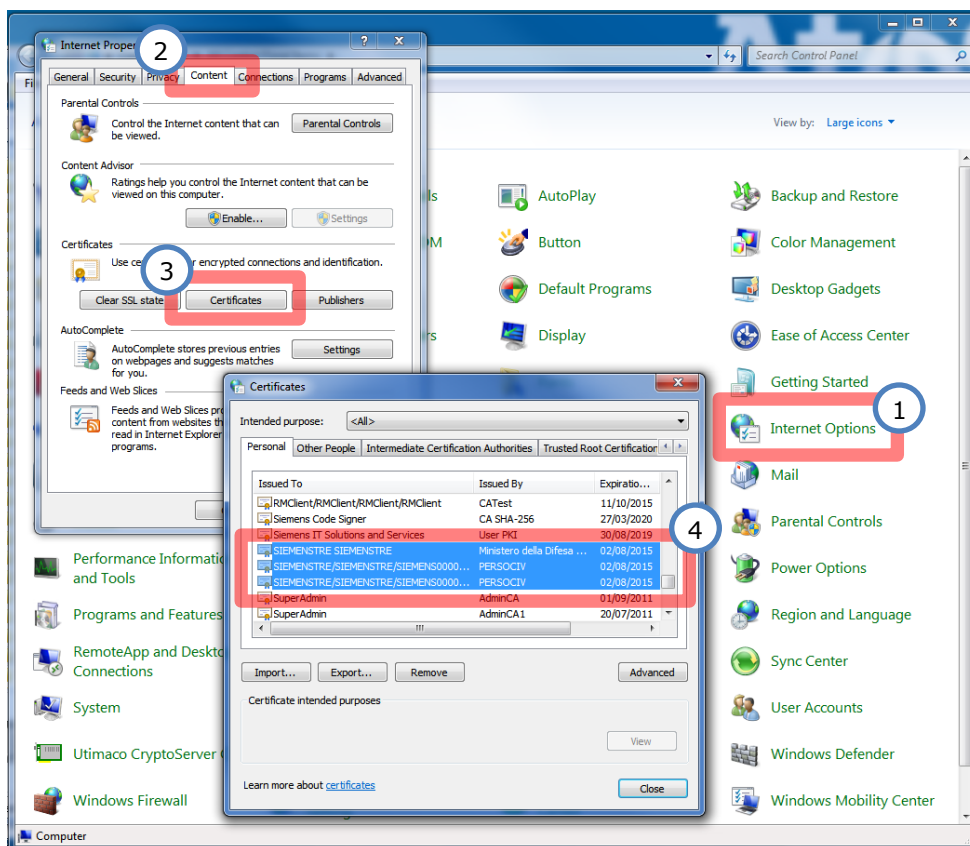 Internet Proper
2
?
X
Search Control Panel
General Security Privacy Content Connections Programs Advanced
Fi
Parental Controls
Control the Internet content that can
be viewed.
Parental Controls
View by: Large icons
Content Advisor
Ratings help you control the Internet content that can be
viewed on this computer.
Enable...
Settings
Certificates
Use ce r encrypted connections and identification.
3
Clear SSL state
Certificates
Publishers
AutoComplete
AutoComplete stores previous entries
on webpages and suggests matches
for you.
Settings
Feeds and Web Slices
Feeds and Web Slices pro
content from websites th
read in Internet Explorer
programs.
ls
AutoPlay
Backup and Restore
OM
Button
Color Management
Default Programs
Desktop Gadgets
rs
Display
Ease of Access Center
Getting Started
1
Internet Options
Mail
Parental Controls
Power Options
Region and Language
Sync Center
User Accounts
Windows Defender
Windows Mobility Center
Certificates
Intended purpose: <All>
Personal Other People Intermediate Certification Authorities Trusted Root Certification
Issued To Issued By Expiratio...
RMClient/RMClient/RMClient/RMClient CATest 11/10/2015
Siemens Code Signer CA SHA-256 27/03/2020
Siemens IT Solutions and Services User PKI 30/08/2019
SIEMENSTRE SIEMENSTRE Ministero della Difesa ... 02/08/2015
SIEMENSTRE/SIEMENSTRE/SIEMENS0000... PERSOCIV 02/08/2015
SIEMENSTRE/SIEMENSTRE/SIEMENS0000... PERSOCIV 02/08/2015
SuperAdmin AdminCA 01/09/2011
SuperAdmin AdminCA1 20/07/2011
4
Import...
Export...
Remove
Advanced
Certificate intended purposes
View
Learn more about certificates
Close
Performance Informatio
and Tools
Programs and Features
RemoteApp and Deskto
Connections
System
Utimaco CryptoServer
Windows Firewall
Computer